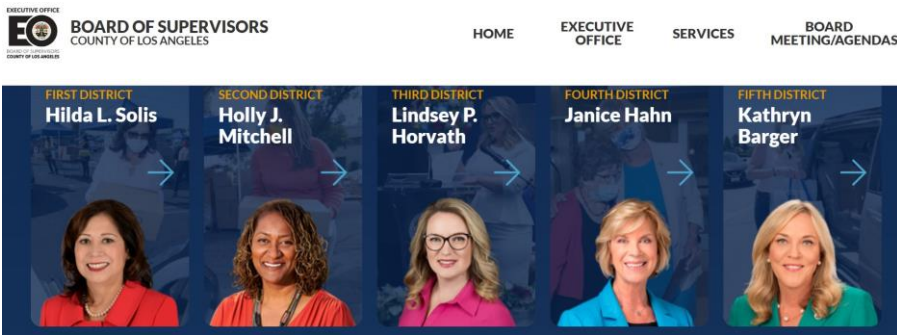 EXECUTIVE OFFICE
EO
BOARD OF SUPERVISORS
COUNTY OF LOS ANGELES
BOARD OF SUPERVISORS
COUNTY OF LOS ANGELES
HOME
EXECUTIVE
OFFICE
SERVICES
BOARD
MEETING/AGENDAS
FIRST DISTRICT
Hilda L. Solis
SECOND DISTRICT
Holly J.
Mitchell
THIRD DISTRICT
Lindsey P.
Horvath
FOURTH DISTRICT
Janice Hahn
FIFTH DISTRICT
Kathryn
Barger